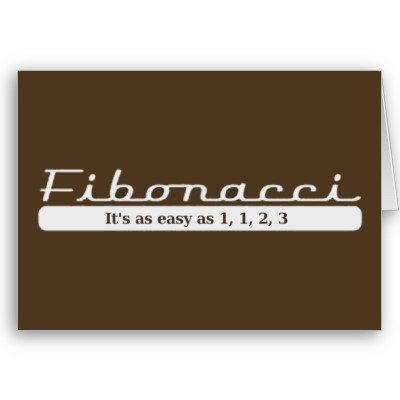 Fibonacci
It's as easy as 1, 1, 2, 3